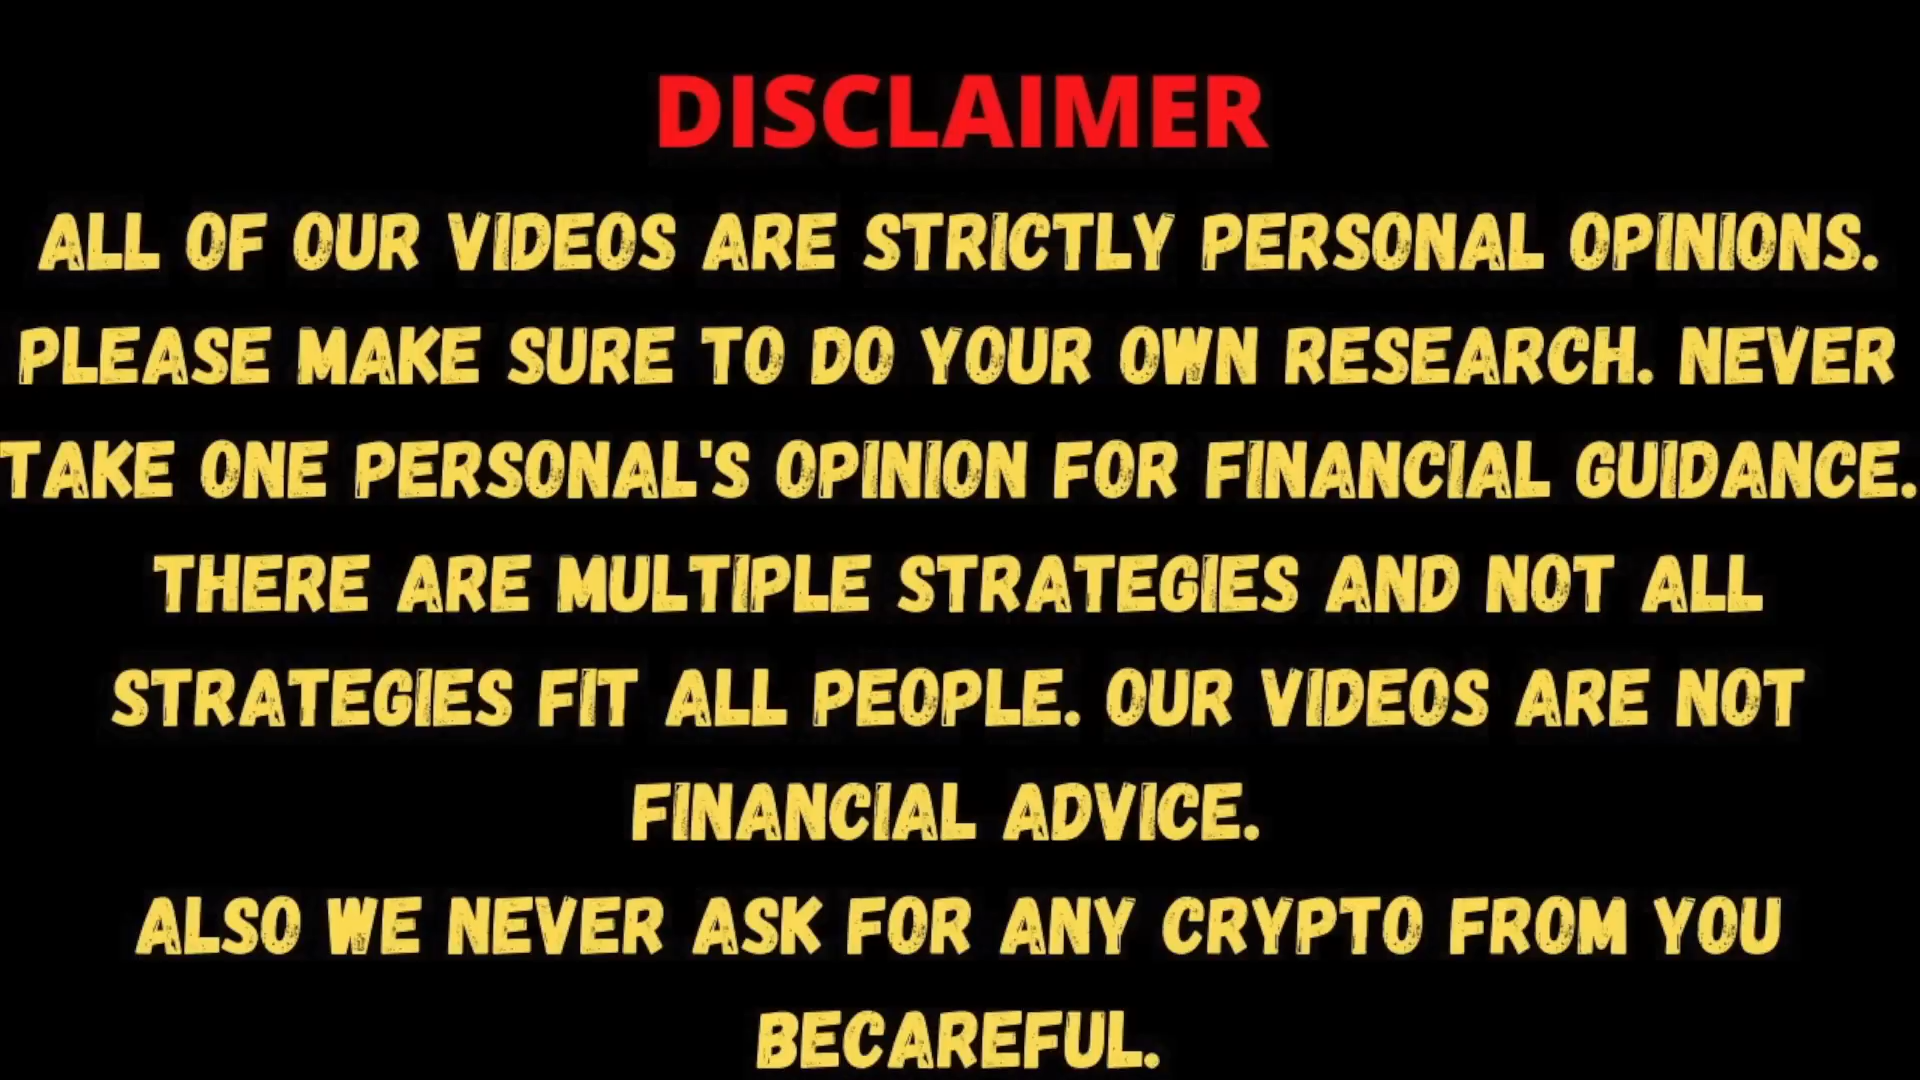 DISCLAIMER
ALL OF OUR VIDEOS ARE STRICTLY PERSONAL OPINIONS.
PLEASE MAKE SURE TO DO YOUR OWN RESEARCH. NEVER
TAKE ONE PERSONAL'S OPINION FOR FINANCIAL GUIDANCE.
THERE ARE MULTIPLE STRATEGIES AND NOT ALL
STRATEGIES FIT ALL PEOPLE. OUR VIDEOS ARE NOT
FINANCIAL ADVICE.
ALSO WE NEVER ASK FOR ANY CRYPTO FROM YOU
BECAREFUL.